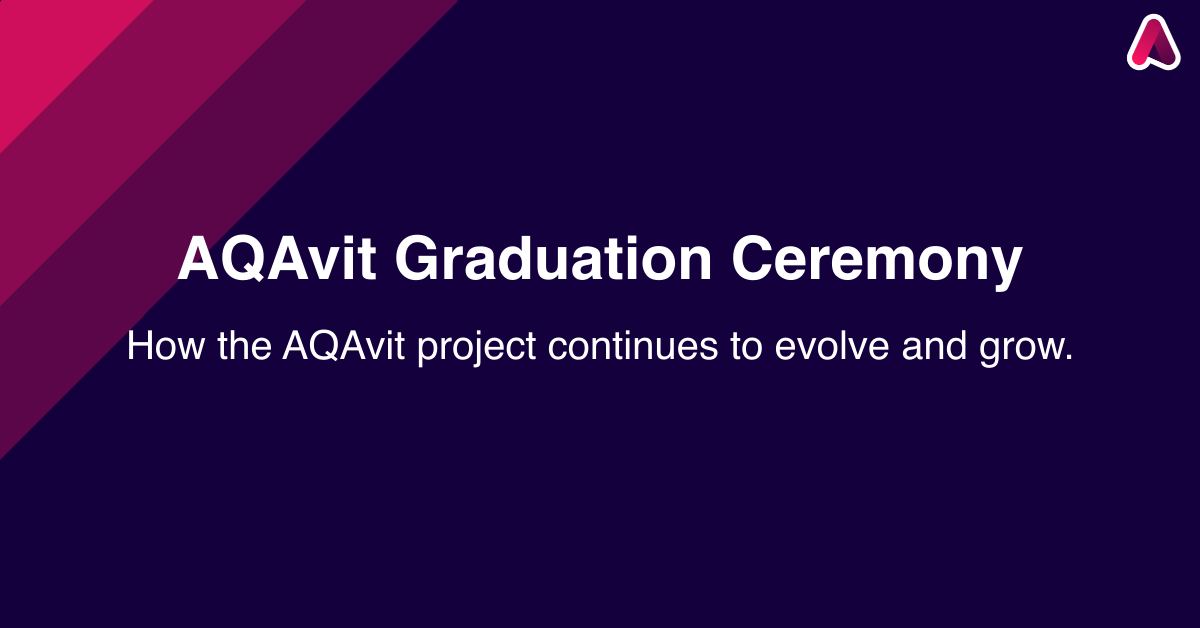 AQAvit Graduation Ceremony
How the AQAvit project continues to evolve and grow.